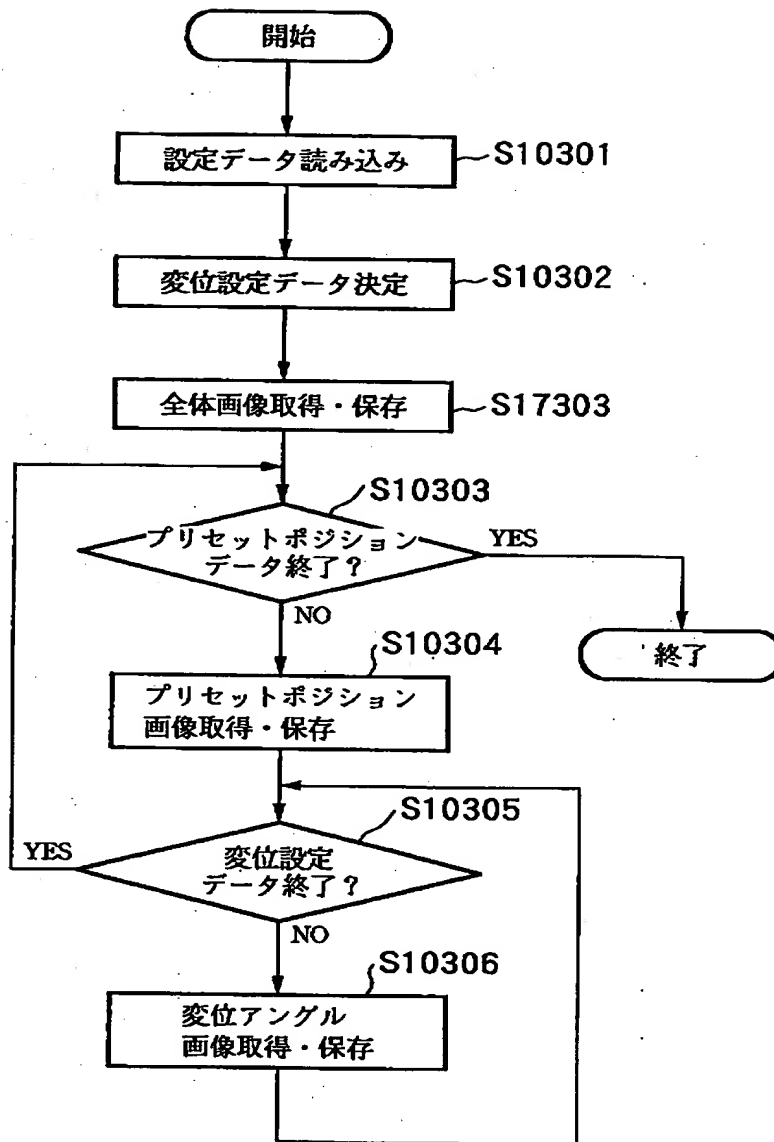 開始
設定データ読み込み
S10301
変位設定データ決定
S10302
全体画像取得・保存
S17303
S10303
プリセットポジション
データ終了?
YES
NO
終了
S10304
プリセットポジション
画像取得・保存
S10305
YES
変位設定
データ終了?
NO
S10306
変位アングル
画像取得・保存